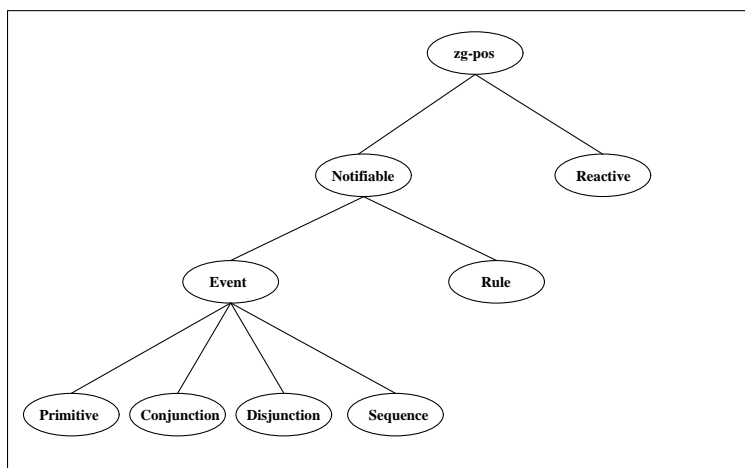 zg-pos
Notifiable
Reactive
Event
Rule
Primitive
Conjunction
Disjunction
Sequence